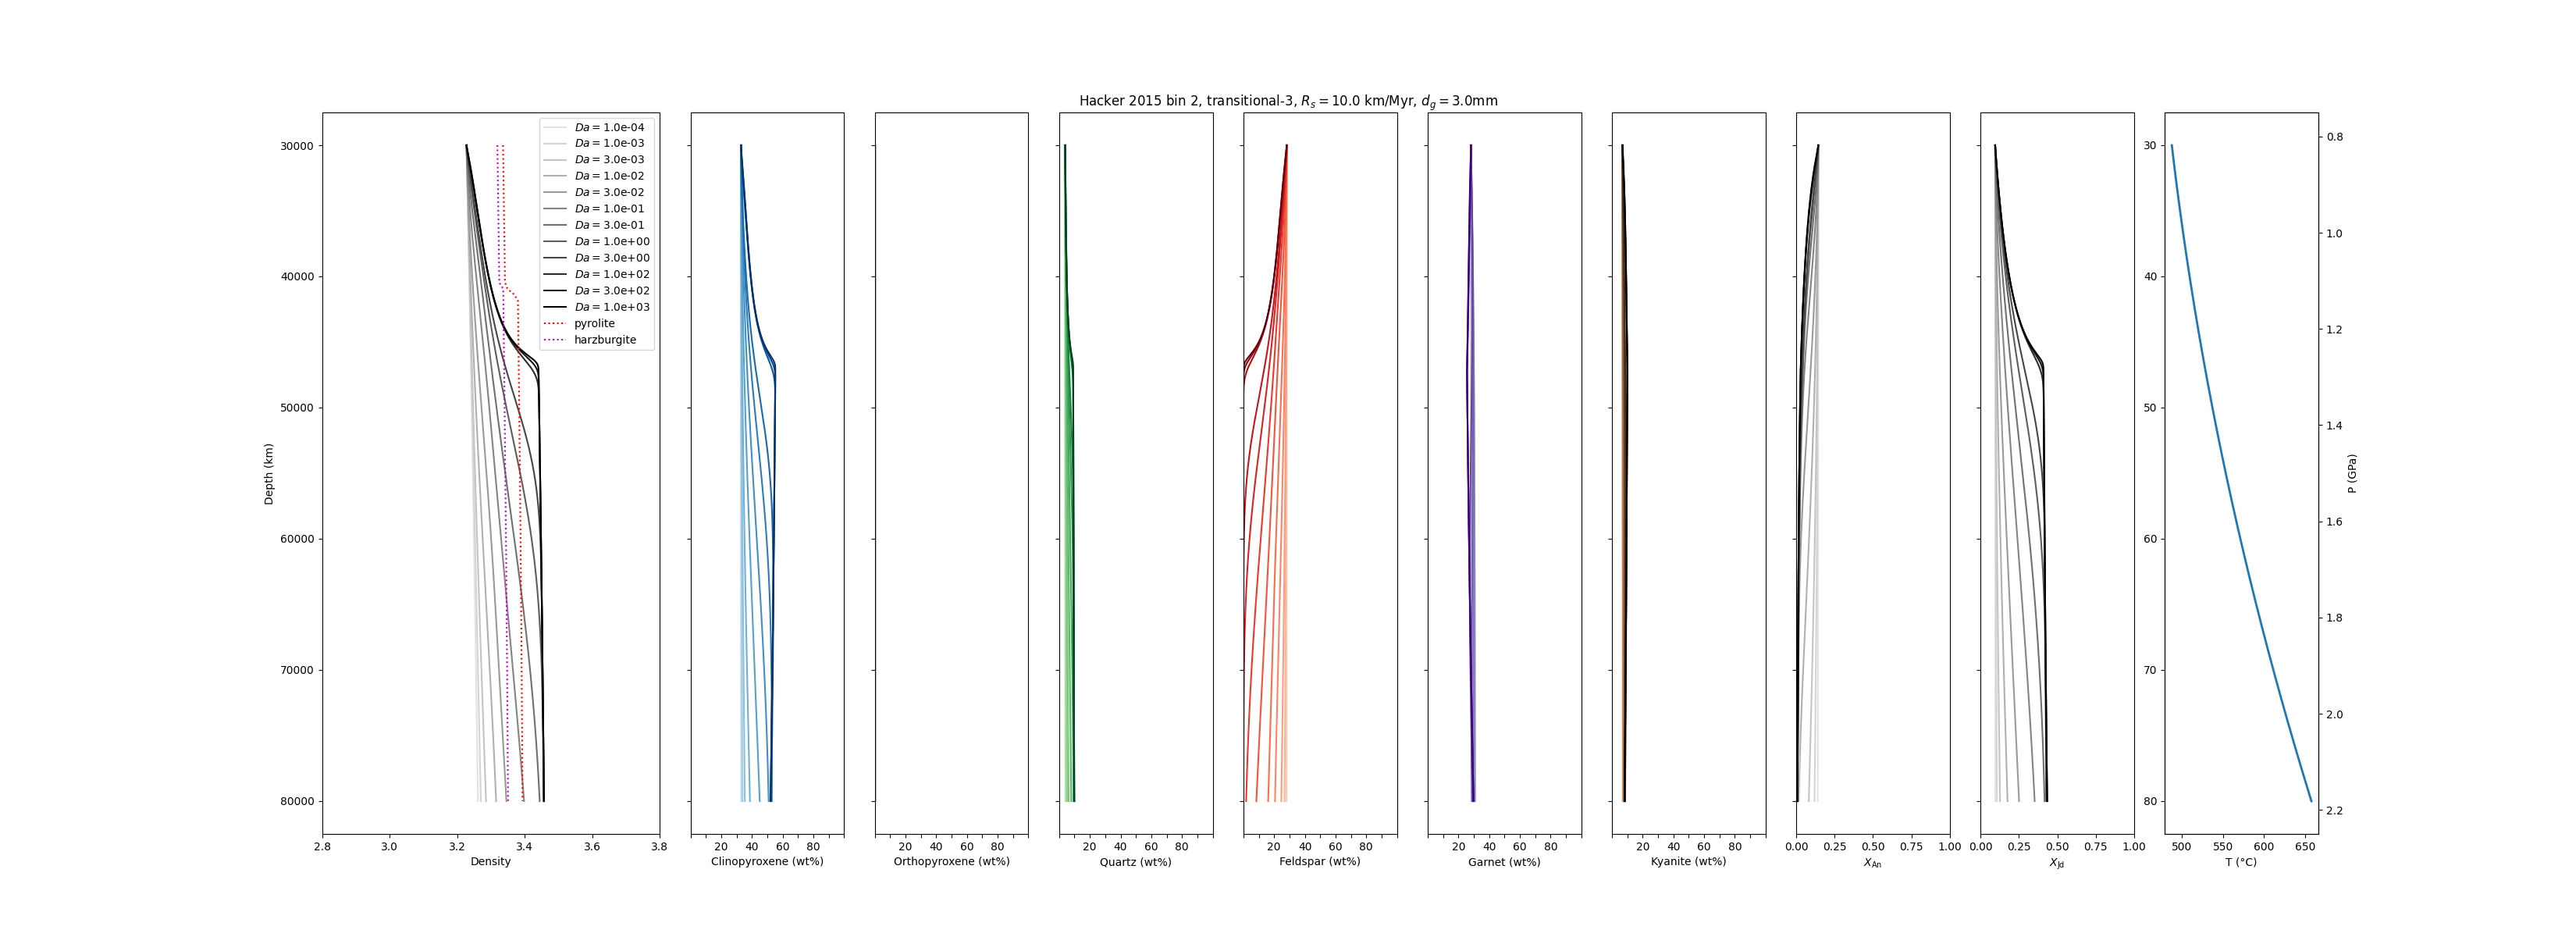 Hacker 2015 bin 2, transitional-3, R_s = 10.0 km/Myr, d_g = 3.0mm
Da = 1.0e-04
Da = 1.0e-03
Da = 3.0e-03
Da = 1.0e-02
Da = 3.0e-02
Da = 1.0e-01
Da = 3.0e-01
Da = 1.0e+00
Da = 3.0e+00
Da = 1.0e+02
Da = 3.0e+02
Da = 1.0e+03
pyrolite
harzburgite
Depth (km)
30000
40000
50000
60000
70000
80000
2.8 3.0 3.2 3.4 3.6 3.8
Density
20 40 60 80
Clinopyroxene (wt%)
20 40 60 80
Orthopyroxene (wt%)
20 40 60 80
Quartz (wt%)
20 40 60 80
Feldspar (wt%)
20 40 60 80
Garnet (wt%)
20 40 60 80
Kyanite (wt%)
0.00 0.25 0.50 0.75 1.00
X_An
0.00 0.25 0.50 0.75 1.00
X_Jd
30
40
50
60
70
80
500 550 600 650
T (°C)
0.8
1.0
1.2
1.4
1.6
1.8
2.0
2.2
P (GPa)